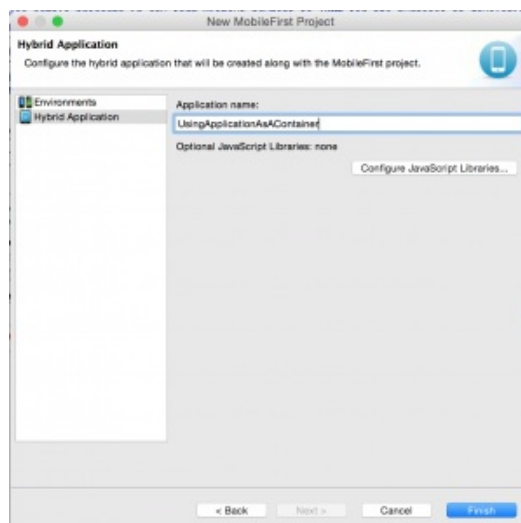 New MobileFirst Project
Hybrid Application
Configure the hybrid application that will be created along with the MobileFirst project.
Environments
Hybrid Application
Application name:
UsingApplicationAsAContainer
Optional JavaScript Libraries: none
Configure JavaScript Libraries...
< Back
Next >
Cancel
Finish